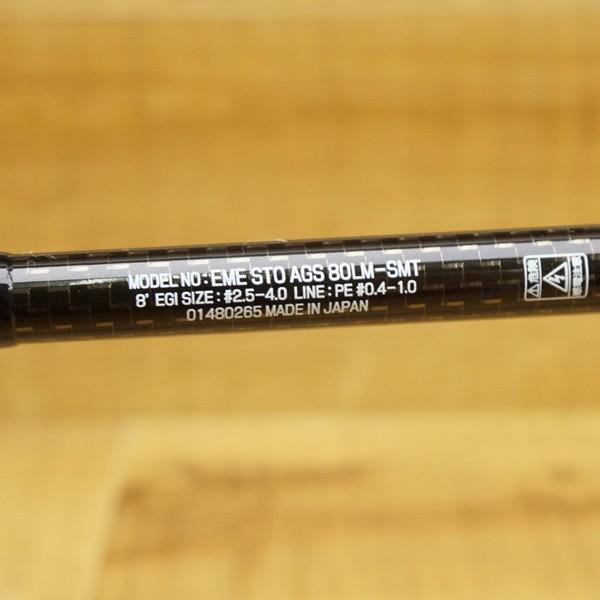 MODEL·NO : EME STO AGS 80LM-SMT
8' EGI SIZE : #2.5-4.0 LINE : PE #0.4-1.0
01480265 MADE IN JAPAN